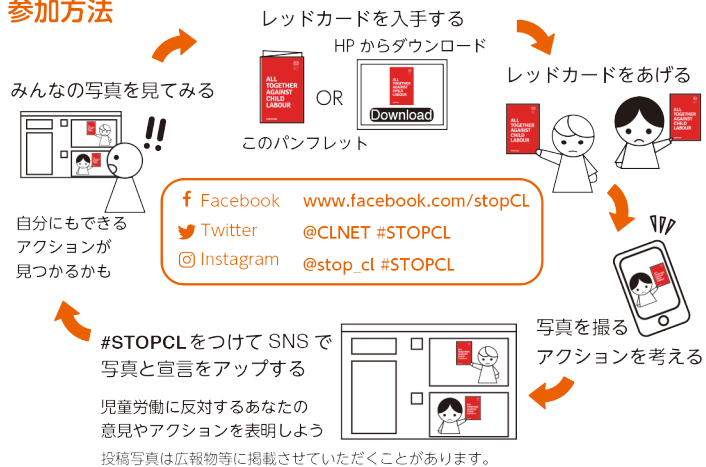 参加方法
レッドカードを入手する
HPからダウンロード
ALL
TOGETHER
AGAINST
CHILD
LABOUR
OR
ALL
TOGETHER
AGAINST
CHILD
LABOUR
Download
このパンフレット
レッドカードをあげる
ALL
TOGETHER
AGAINST
CHILD
LABOUR
ALL
TOGETHER
AGAINST
CHILD
LABOUR
写真を撮る
アクションを考える
#STOPCLをつけてSNSで
写真と宣言をアップする
児童労働に反対するあなたの
意見やアクションを表明しよう
投稿写真は広報物等に掲載させていただくことがあります。
みんなの写真を見てみる
!!
自分にもできる
アクションが
見つかるかも
Facebook www.facebook.com/stopCL
Twitter @CLNET #STOPCL
Instagram @stop_cl #STOPCL